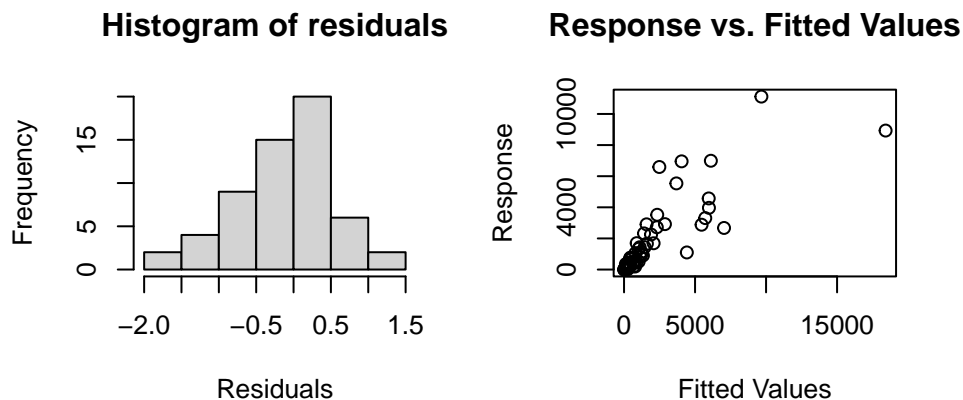 Histogram of residuals
Frequency
0 5 15
−2.0 −0.5 0.5 1.5
Residuals
Response vs. Fitted Values
Response
0 4000 10000
0 5000 15000
Fitted Values